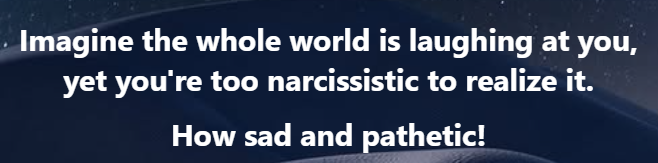 Imagine the whole world is laughing at you,
yet you're too narcissistic to realize it.
How sad and pathetic!